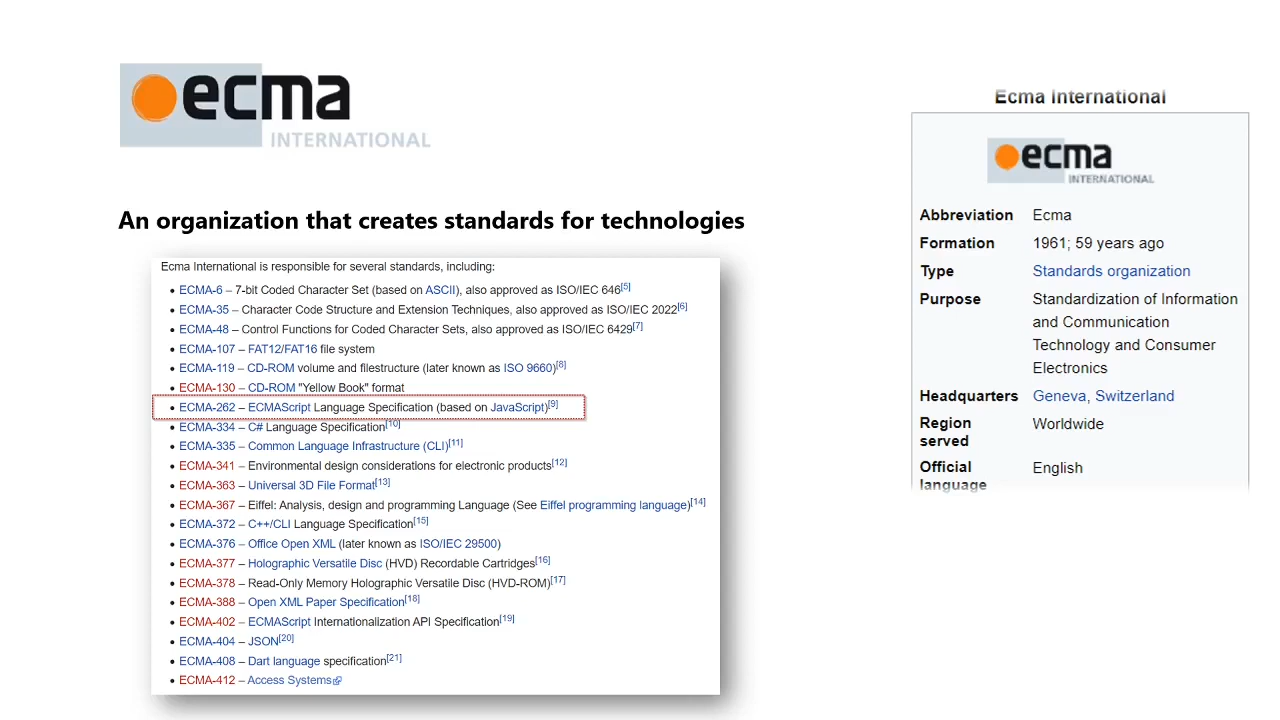 ecma
INTERNATIONAL
An organization that creates standards for technologies
Ecma International is responsible for several standards, including:
• ECMA-6 – 7-bit Coded Character Set (based on ASCII), also approved as ISO/IEC 646[5]
• ECMA-35 – Character Code Structure and Extension Techniques, also approved as ISO/IEC 2022[6]
• ECMA-48 – Control Functions for Coded Character Sets, also approved as ISO/IEC 6429[7]
• ECMA-107 – FAT12/FAT16 file system
• ECMA-119 – CD-ROM volume and filestructure (later known as ISO 9660)[8]
• ECMA-130 – CD-ROM "Yellow Book" format
• ECMA-262 – ECMAScript Language Specification (based on JavaScript)[9]
• ECMA-334 – C# Language Specification[10]
• ECMA-335 – Common Language Infrastructure (CLI)[11]
• ECMA-341 – Environmental design considerations for electronic products[12]
• ECMA-363 – Universal 3D File Format[13]
• ECMA-367 – Eiffel: Analysis, design and programming Language (See Eiffel programming language)[14]
• ECMA-372 – C++/CLI Language Specification[15]
• ECMA-376 – Office Open XML (later known as ISO/IEC 29500)
• ECMA-377 – Holographic Versatile Disc (HVD) Recordable Cartridges[16]
• ECMA-378 – Read-Only Memory Holographic Versatile Disc (HVD-ROM)[17]
• ECMA-388 – Open XML Paper Specification[18]
• ECMA-402 – ECMAScript Internationalization API Specification[19]
• ECMA-404 – JSON[20]
• ECMA-408 – Dart language specification[21]
• ECMA-412 – Access Systems
Ecma International
ecma
INTERNATIONAL
Abbreviation Ecma
Formation 1961; 59 years ago
Type Standards organization
Purpose Standardization of Information
and Communication
Technology and Consumer
Electronics
Headquarters Geneva, Switzerland
Region Worldwide
served
Official English
language